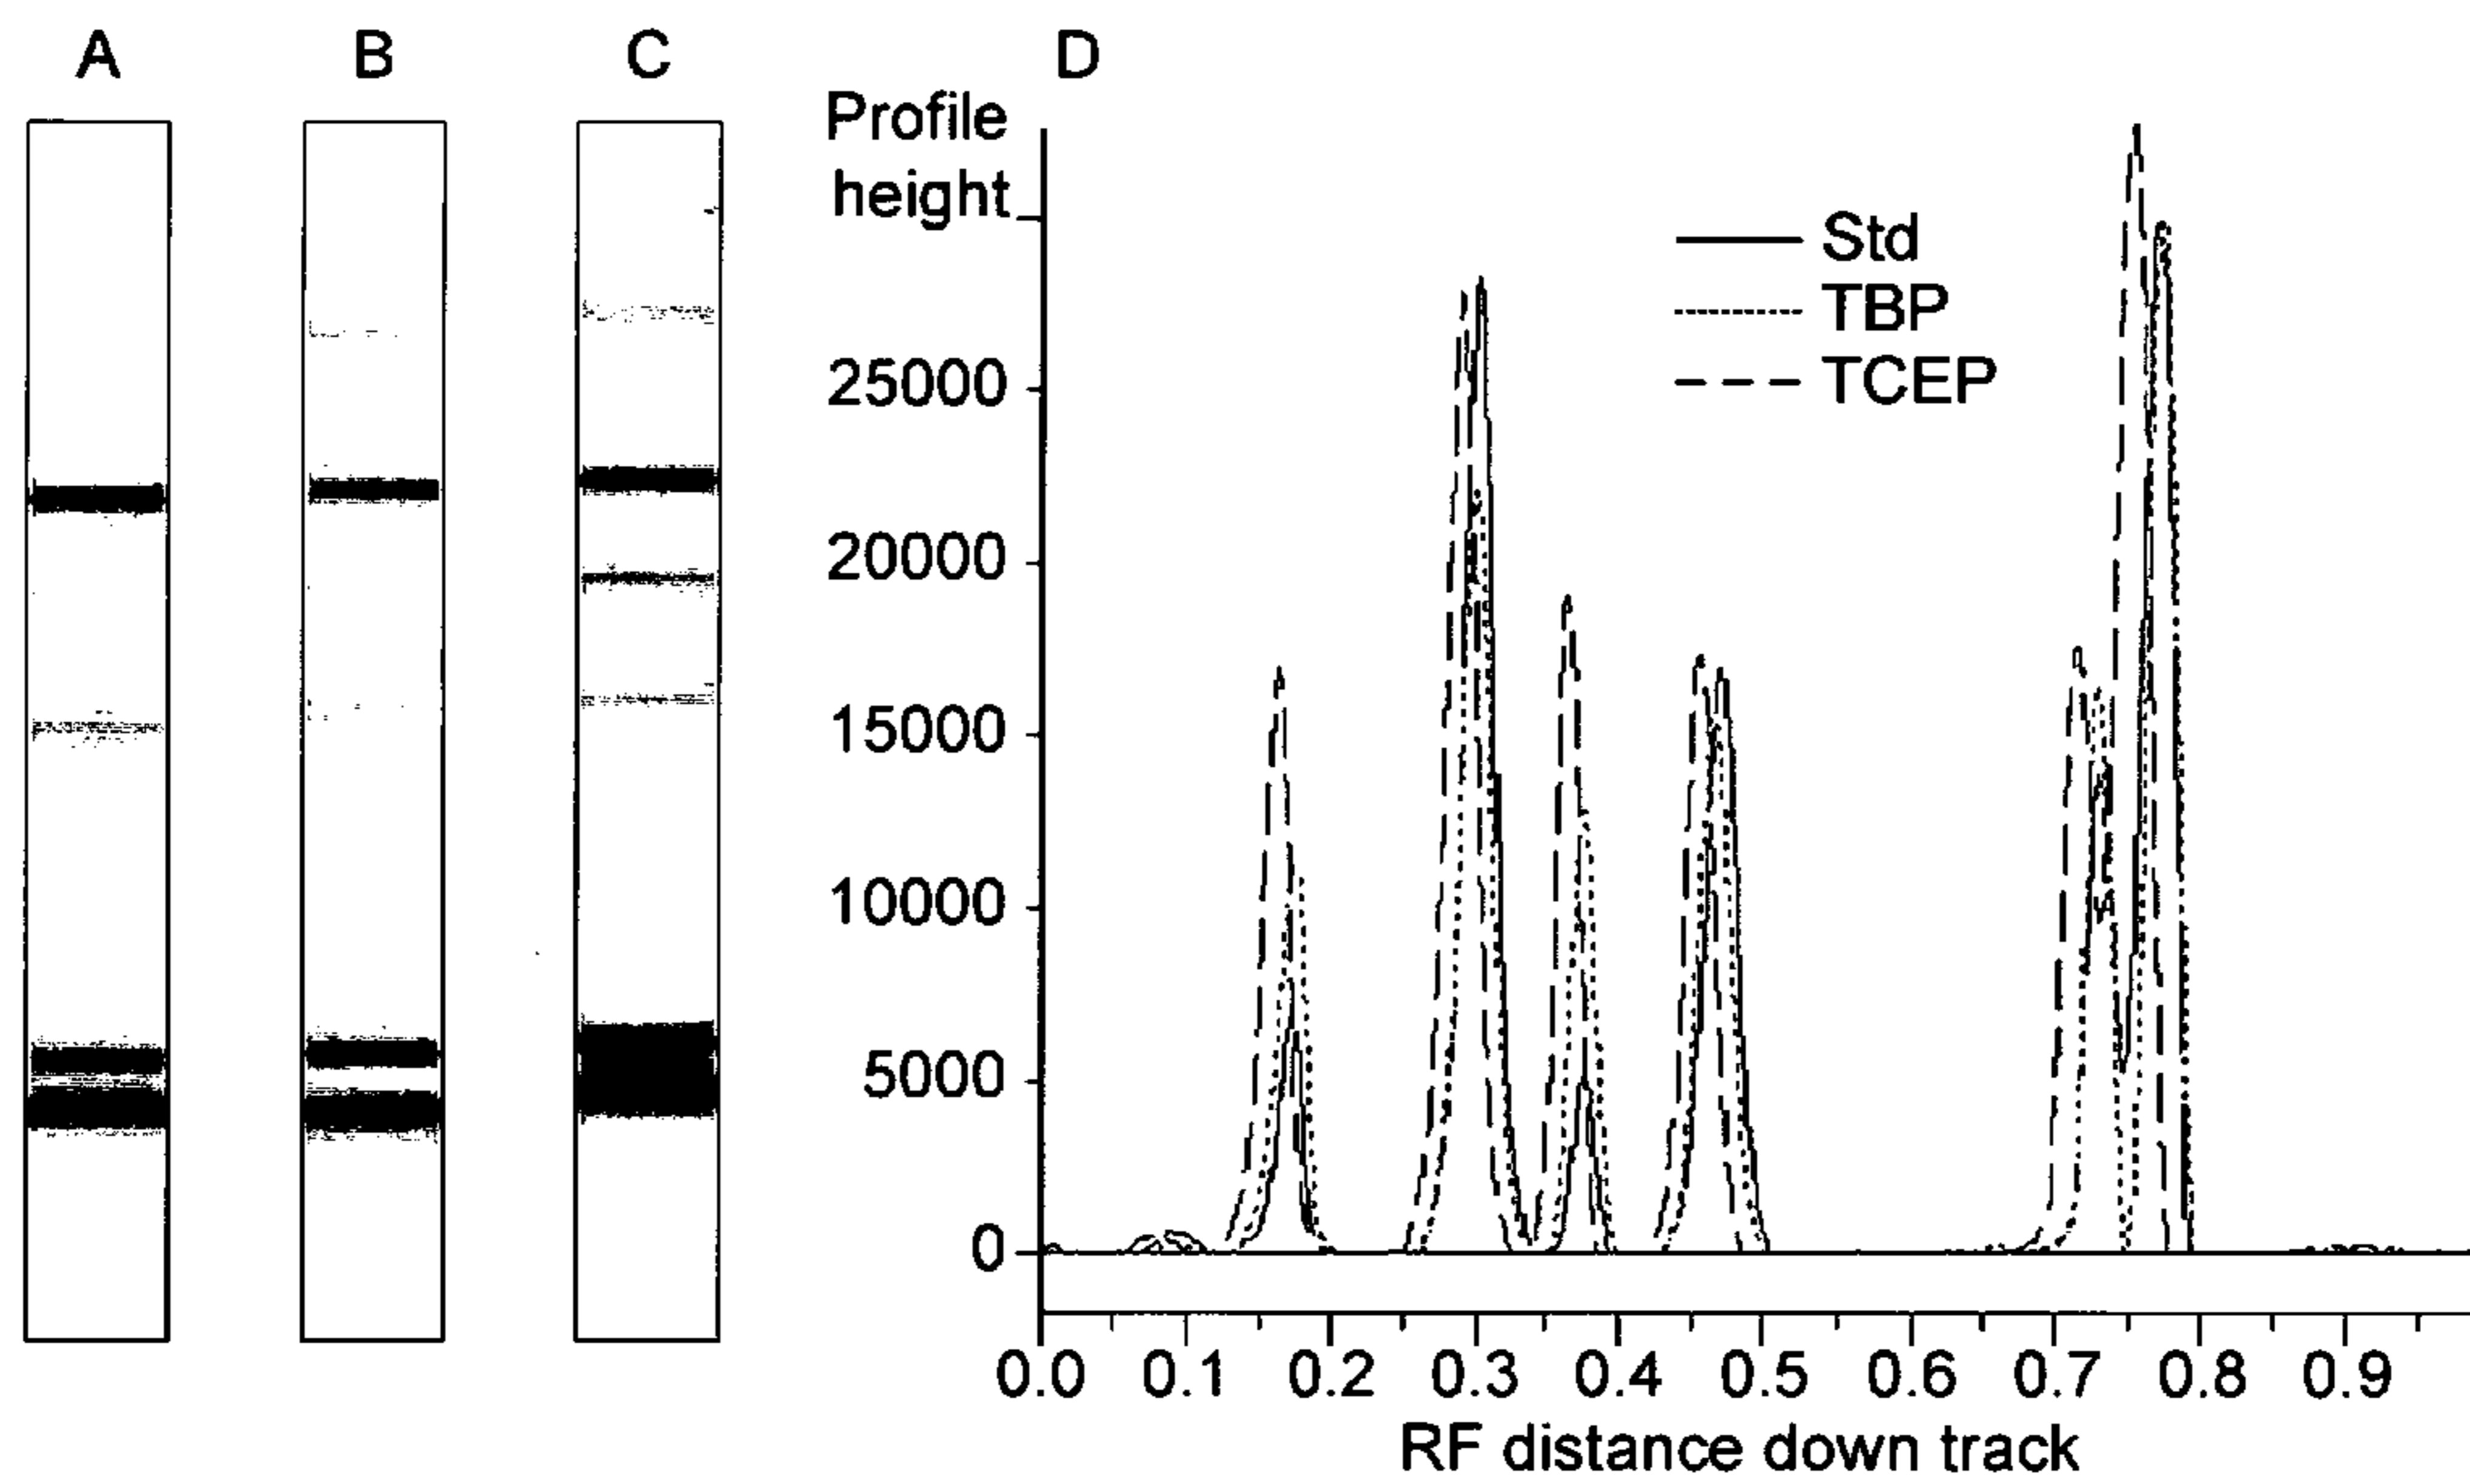 A B C D
Profile
height
Std
TBP
TCEP
25000
20000
15000
10000
5000
0
0.0 0.1 0.2 0.3 0.4 0.5 0.6 0.7 0.8 0.9
RF distance down track